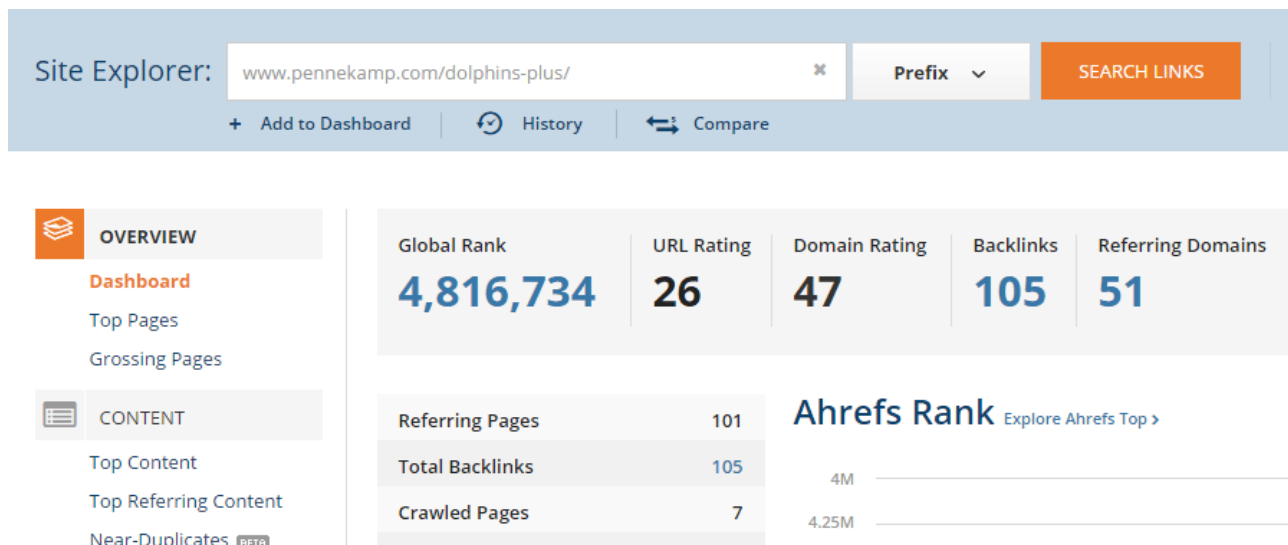 Site Explorer: www.pennekamp.com/dolphins-plus/ × Prefix SEARCH LINKS
+ Add to Dashboard History Compare
OVERVIEW
Dashboard
Top Pages
Grossing Pages
CONTENT
Top Content
Top Referring Content
Near-Duplicates BETA
Global Rank URL Rating Domain Rating Backlinks Referring Domains
4,816,734 26 47 105 51
Referring Pages 101
Total Backlinks 105
Crawled Pages 7
Ahrefs Rank Explore Ahrefs Top ›
4M
4.25M